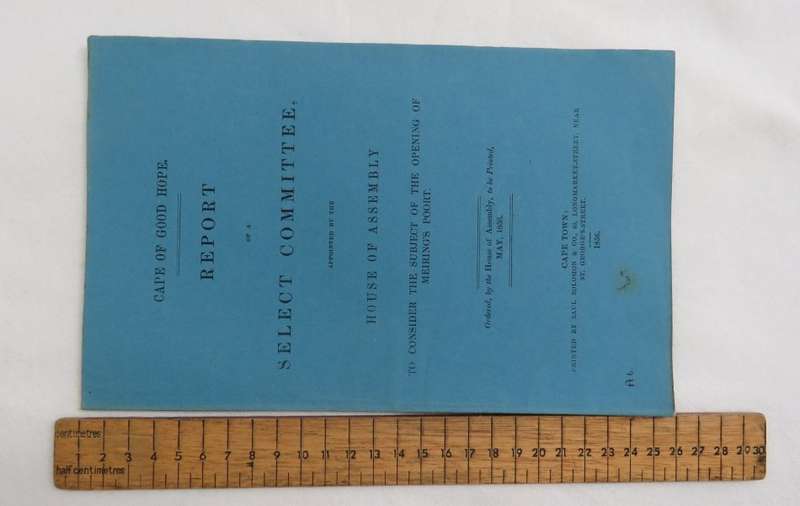 CAPE OF GOOD HOPE.
REPORT
OF A
SELECT COMMITTEE,
APPOINTED BY THE
HOUSE OF ASSEMBLY
TO CONSIDER THE SUBJECT OF THE OPENING OF
MEIRING'S POORT.
Ordered, by the House of Assembly, to be Printed,
MAY, 1856.
CAPE TOWN:
PRINTED BY SAUL SOLOMON & CO., 49, LONGMARKET-STREET, NEAR
ST. GEORGE'S-STREET.
1856.
centimetres
1 2 3 4 5 6 7 8 9 10 11 12 13 14 15 16 17 18 19 20 21 22 23 24 25 26 27 28 29 30
half centimetres